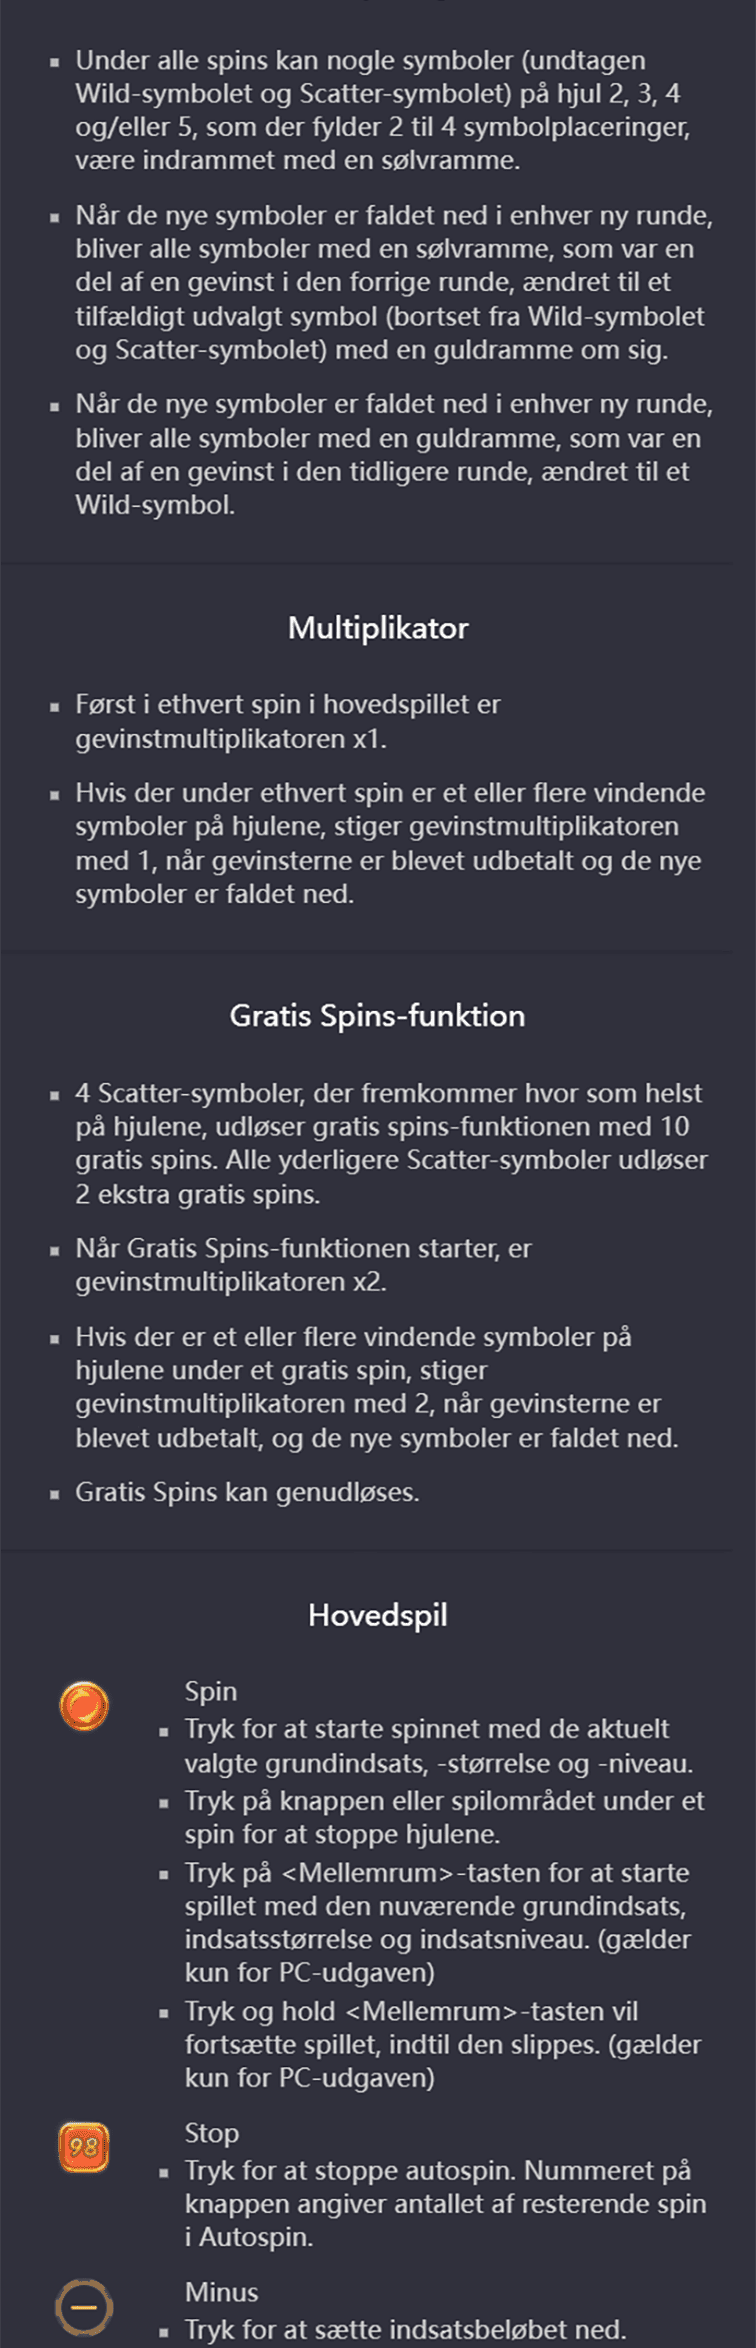 ▪ Under alle spins kan nogle symboler (undtagen
Wild-symbolet og Scatter-symbolet) på hjul 2, 3, 4
og/eller 5, som der fylder 2 til 4 symbolplaceringer,
være indrammet med en sølvramme.
▪ Når de nye symboler er faldet ned i enhver ny runde,
bliver alle symboler med en sølvramme, som var en
del af en gevinst i den forrige runde, ændret til et
tilfældigt udvalgt symbol (bortset fra Wild-symbolet
og Scatter-symbolet) med en guldramme om sig.
▪ Når de nye symboler er faldet ned i enhver ny runde,
bliver alle symboler med en guldramme, som var en
del af en gevinst i den tidligere runde, ændret til et
Wild-symbol.
Multiplikator
▪ Først i ethvert spin i hovedspillet er
gevinstmultiplikatoren x1.
▪ Hvis der under ethvert spin er et eller flere vindende
symboler på hjulene, stiger gevinstmultiplikatoren
med 1, når gevinsterne er blevet udbetalt og de nye
symboler er faldet ned.
Gratis Spins-funktion
▪ 4 Scatter-symboler, der fremkommer hvor som helst
på hjulene, udløser gratis spins-funktionen med 10
gratis spins. Alle yderligere Scatter-symboler udløser
2 ekstra gratis spins.
▪ Når Gratis Spins-funktionen starter, er
gevinstmultiplikatoren x2.
▪ Hvis der er et eller flere vindende symboler på
hjulene under et gratis spin, stiger
gevinstmultiplikatoren med 2, når gevinsterne er
blevet udbetalt, og de nye symboler er faldet ned.
▪ Gratis Spins kan genudløses.
Hovedspil
Spin
▪ Tryk for at starte spinnet med de aktuelt
valgte grundindsats, -størrelse og -niveau.
▪ Tryk på knappen eller spilområdet under et
spin for at stoppe hjulene.
▪ Tryk på <Mellemrum>-tasten for at starte
spillet med den nuværende grundindsats,
indsatsstørrelse og indsatsniveau. (gælder
kun for PC-udgaven)
▪ Tryk og hold <Mellemrum>-tasten vil
fortsætte spillet, indtil den slippes. (gælder
kun for PC-udgaven)
98
Stop
▪ Tryk for at stoppe autospin. Nummeret på
knappen angiver antallet af resterende spin
i Autospin.
Minus
▪ Tryk for at sætte indsatsbeløbet ned.